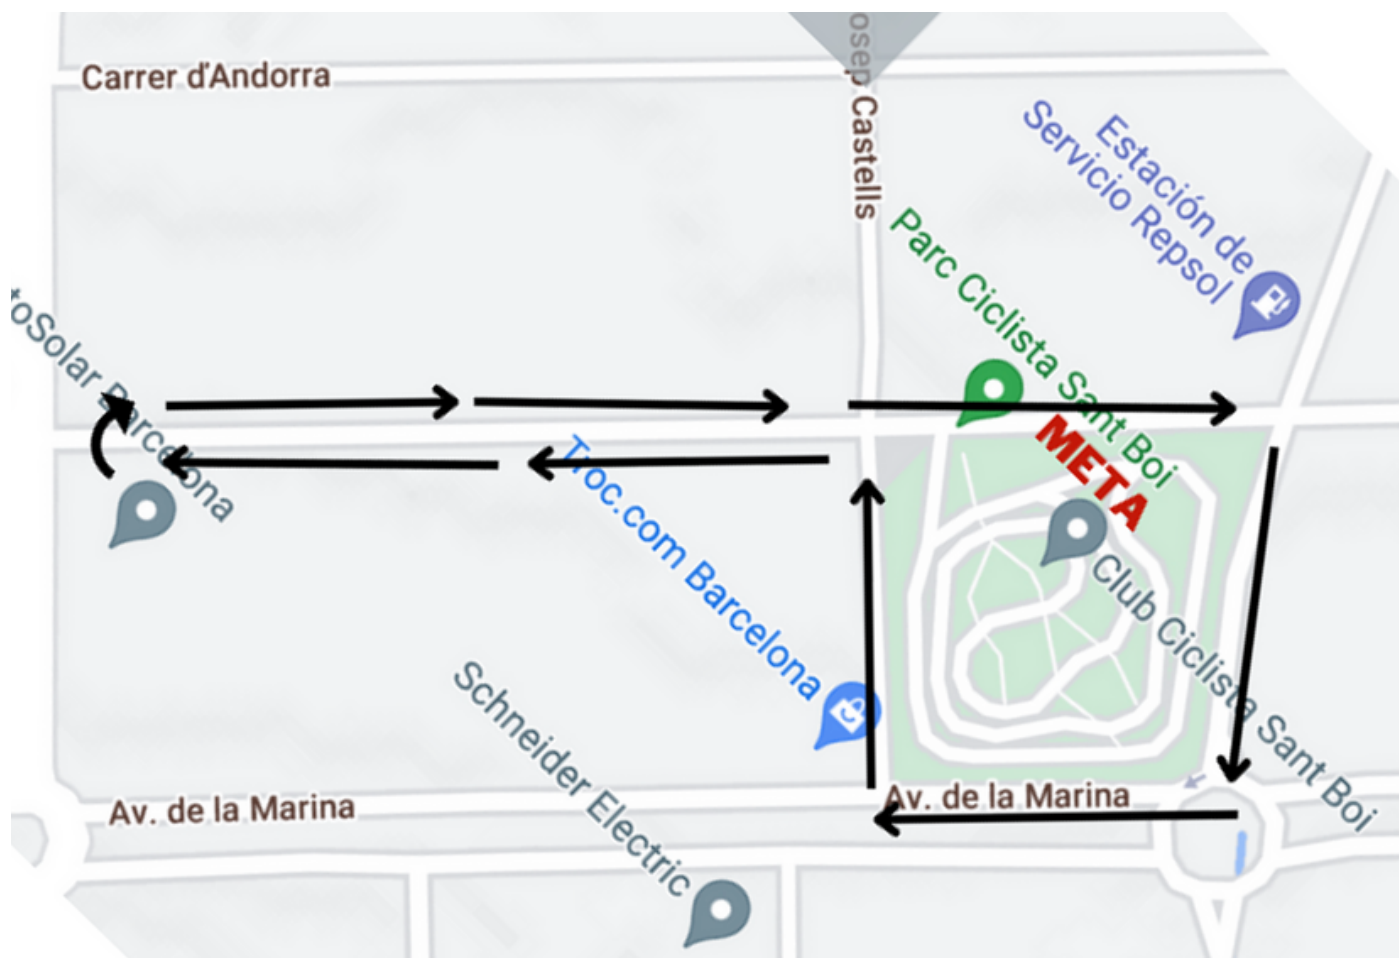 Carrer d'Andorra
osep Castells
Estación de
Servicio Repsol
Parc Ciclista Sant Boi
toSolar Barcelona
META
Troc.com Barcelona
Club Ciclista Sant Boi
Schneider Electric
Av. de la Marina
Av. de la Marina